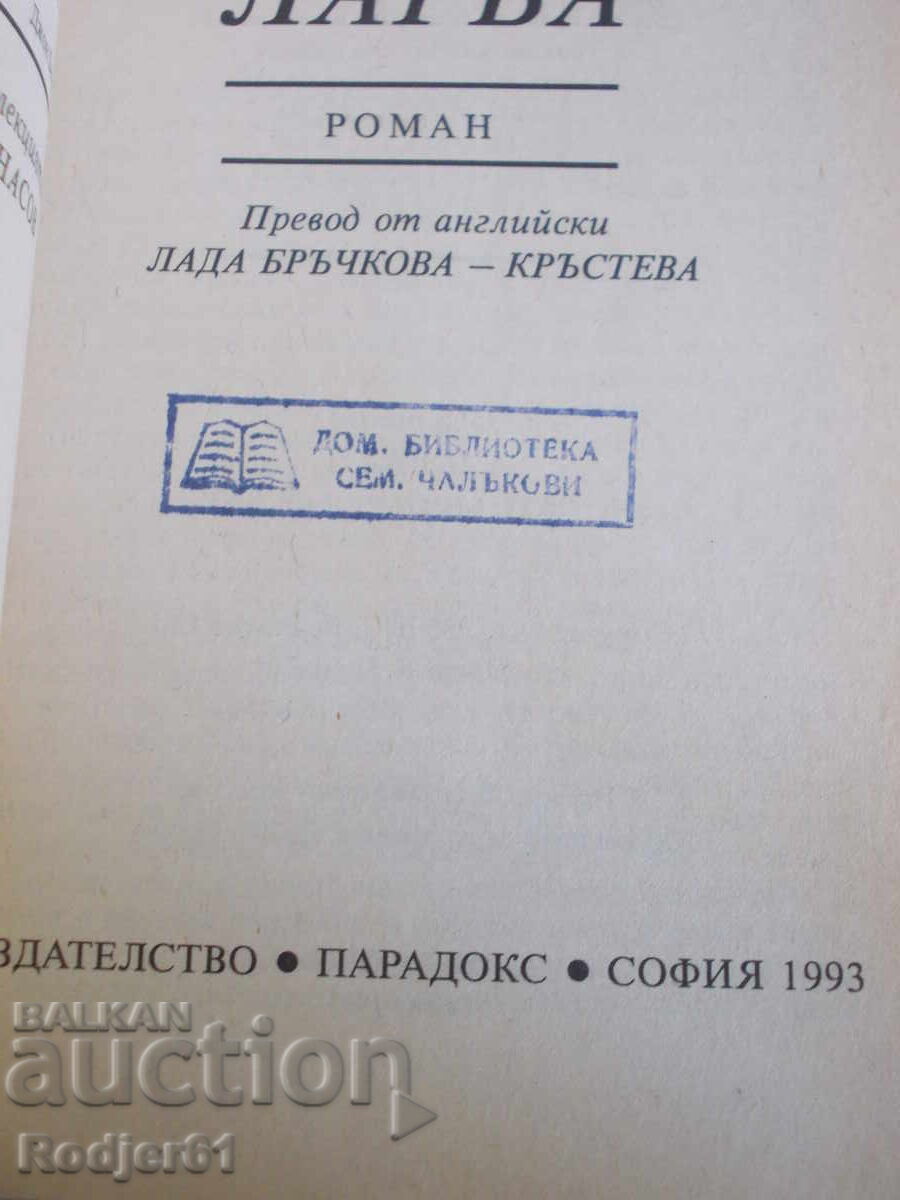 РОМАН
Превод от английски
ЛАДА БРЪЧКОВА – КРЪСТЕВА
ДОМ. БИБЛИОТЕКА
СЕМ. ЧАЛЪКОВИ
ЗДАТЕЛСТВО ● ПАРАДОКС ● СОФИЯ 1993
BALKAN
auction
Rodjer61